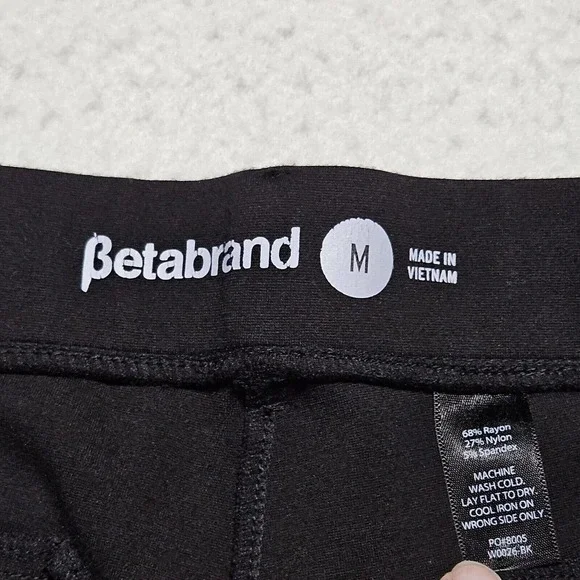 βetabrand
M
MADE IN
VIETNAM
68% Rayon
27% Nylon
5% Spandex
MACHINE
WASH COLD.
LAY FLAT TO DRY.
COOL IRON ON
WRONG SIDE ONLY.
PO#8005
W0026-BK